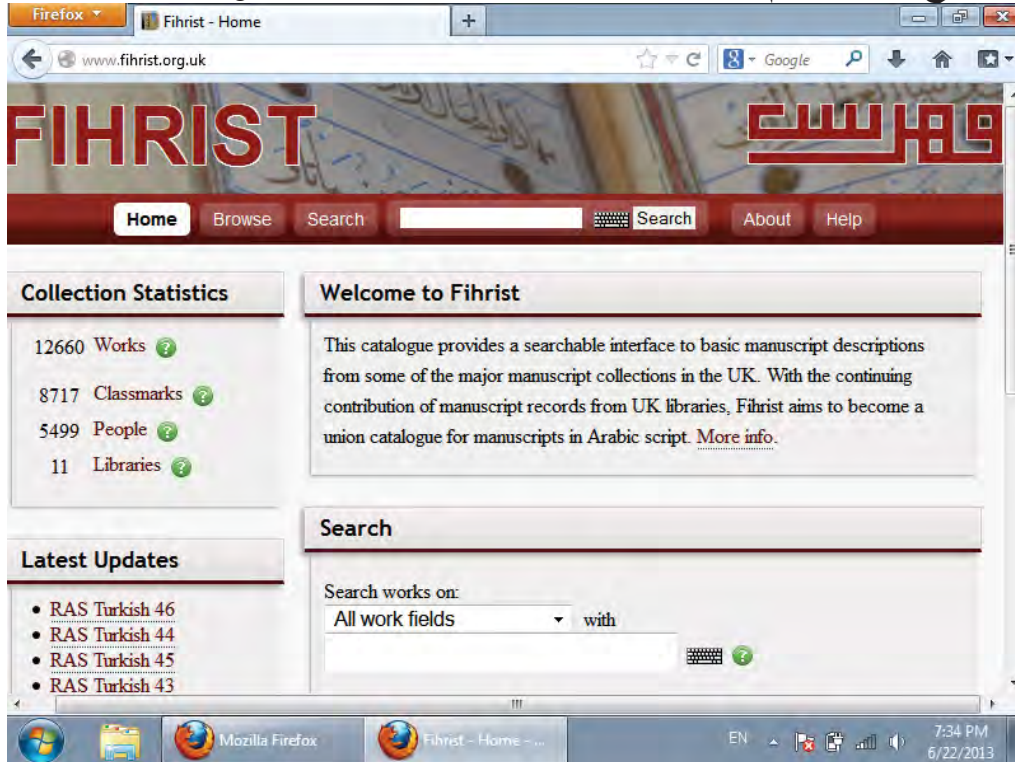 Firefox
Fihrist - Home
www.fihrist.org.uk
Google
FIHRIST
فهرست
Home Browse Search Search About Help
Collection Statistics
12660 Works
8717 Classmarks
5499 People
11 Libraries
Latest Updates
RAS Turkish 46
RAS Turkish 44
RAS Turkish 45
RAS Turkish 43
Welcome to Fihrist
This catalogue provides a searchable interface to basic manuscript descriptions
from some of the major manuscript collections in the UK. With the continuing
contribution of manuscript records from UK libraries, Fihrist aims to become a
union catalogue for manuscripts in Arabic script. More info.
Search
Search works on:
All work fields with
Mozilla Firefox
Fihrist - Home - ...
EN
7:34 PM
6/22/2013